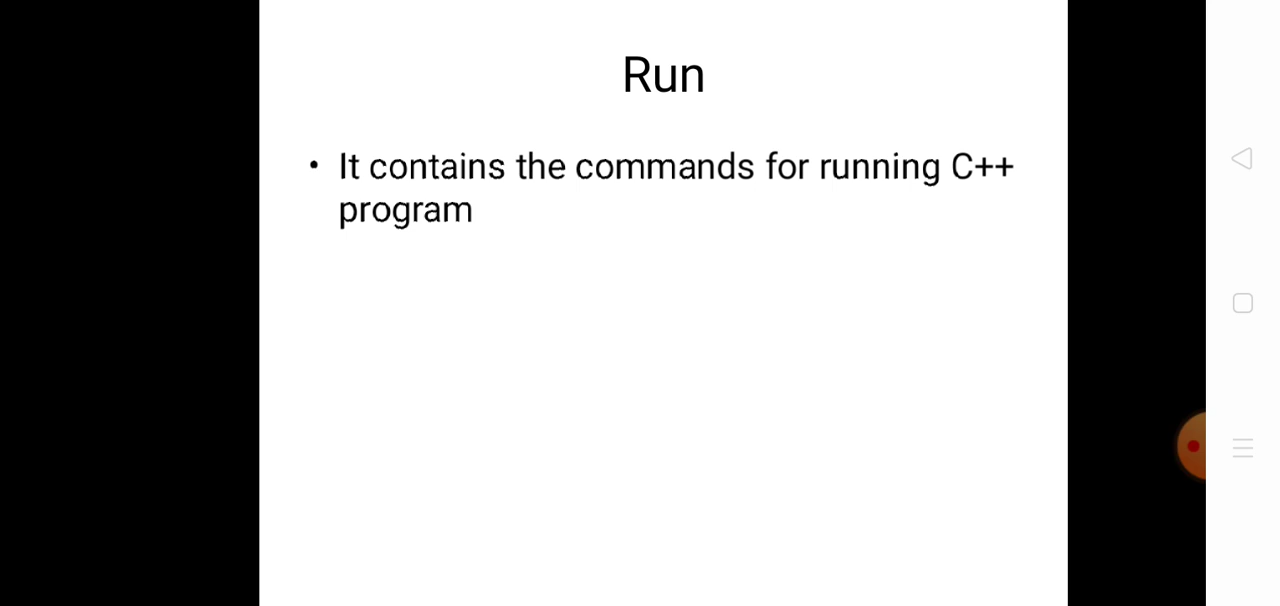 Run
• It contains the commands for running C++
program